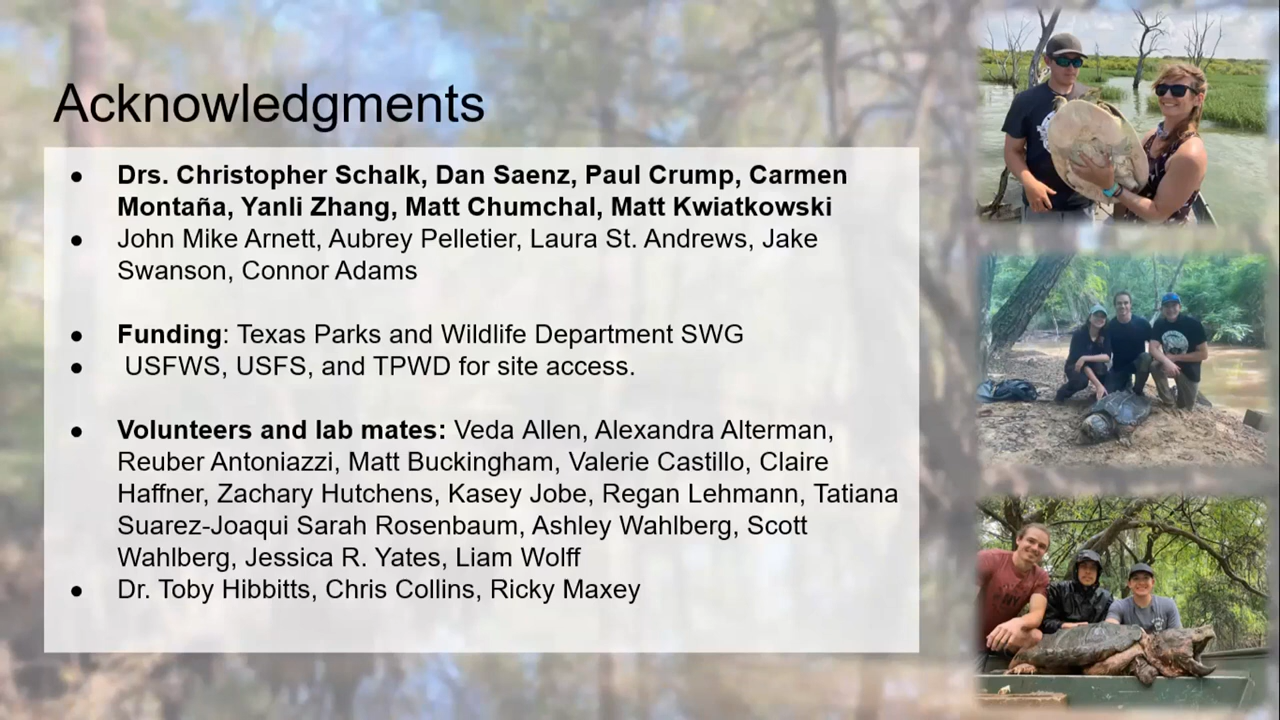 Acknowledgments
● Drs. Christopher Schalk, Dan Saenz, Paul Crump, Carmen
Montaña, Yanli Zhang, Matt Chumchal, Matt Kwiatkowski
● John Mike Arnett, Aubrey Pelletier, Laura St. Andrews, Jake
Swanson, Connor Adams
● Funding: Texas Parks and Wildlife Department SWG
● USFWS, USFS, and TPWD for site access.
● Volunteers and lab mates: Veda Allen, Alexandra Alterman,
Reuber Antoniazzi, Matt Buckingham, Valerie Castillo, Claire
Haffner, Zachary Hutchens, Kasey Jobe, Regan Lehmann, Tatiana
Suarez-Joaqui Sarah Rosenbaum, Ashley Wahlberg, Scott
Wahlberg, Jessica R. Yates, Liam Wolff
● Dr. Toby Hibbitts, Chris Collins, Ricky Maxey